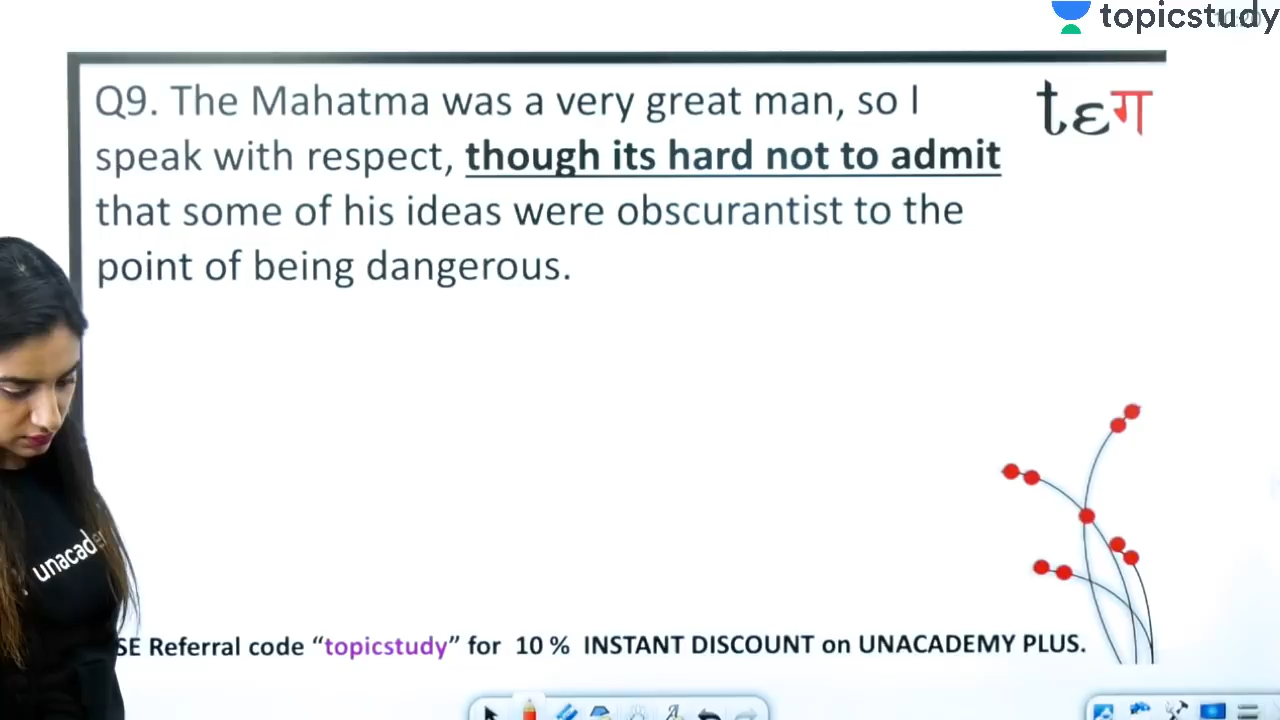 topicstudy
Q9. The Mahatma was a very great man, so I
tεग
speak with respect, though its hard not to admit
that some of his ideas were obscurantist to the
point of being dangerous.
unacade
SE Referral code “topicstudy” for 10 % INSTANT DISCOUNT on UNACADEMY PLUS.